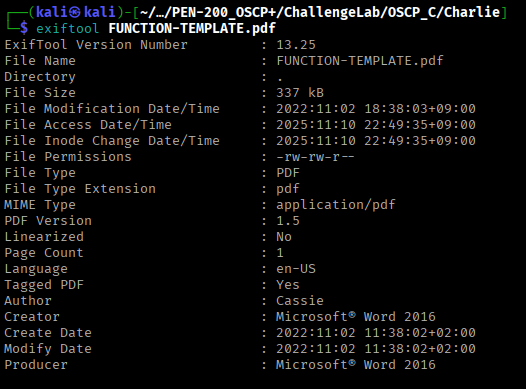 ┌──(kali㉿kali)-[~/…/PEN-200_OSCP+/ChallengeLab/OSCP_C/Charlie]
└─$ exiftool FUNCTION-TEMPLATE.pdf
ExifTool Version Number         : 13.25
File Name                       : FUNCTION-TEMPLATE.pdf
Directory                       : .
File Size                       : 337 kB
File Modification Date/Time     : 2022:11:02 18:38:03+09:00
File Access Date/Time           : 2025:11:10 22:49:35+09:00
File Inode Change Date/Time     : 2025:11:10 22:49:35+09:00
File Permissions                : -rw-rw-r--
File Type                       : PDF
File Type Extension             : pdf
MIME Type                       : application/pdf
PDF Version                     : 1.5
Linearized                      : No
Page Count                      : 1
Language                        : en-US
Tagged PDF                      : Yes
Author                          : Cassie
Creator                         : Microsoft® Word 2016
Create Date                     : 2022:11:02 11:38:02+02:00
Modify Date                     : 2022:11:02 11:38:02+02:00
Producer                        : Microsoft® Word 2016